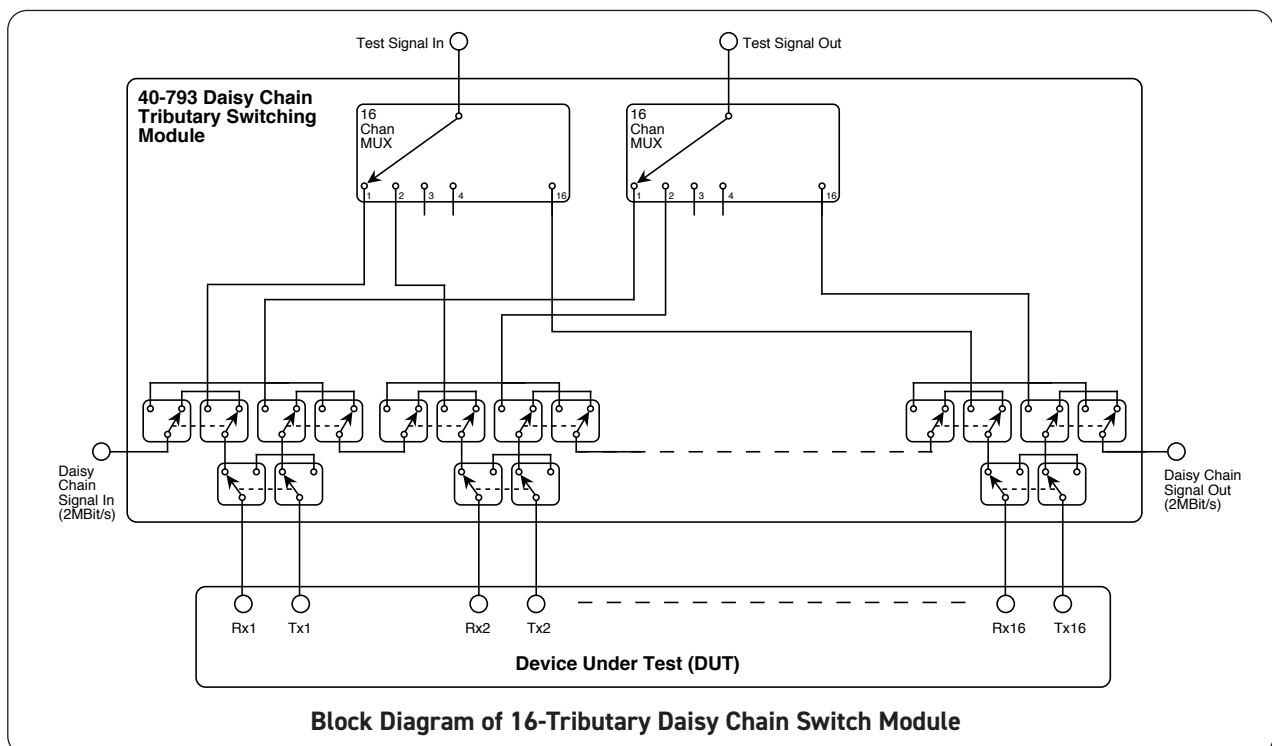 Test Signal In
Test Signal Out
40-793 Daisy Chain
Tributary Switching
Module
16
Chan
MUX
1
2
3
4
16
16
Chan
MUX
1
2
3
4
16
Daisy
Chain
Signal In
(2MBit/s)
Daisy Chain
Signal Out
(2MBit/s)
Rx1
Tx1
Rx2
Tx2
Rx16
Tx16
Device Under Test (DUT)
Block Diagram of 16-Tributary Daisy Chain Switch Module